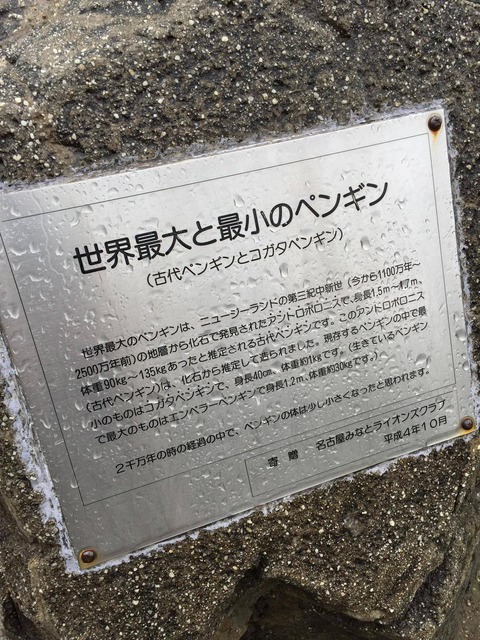 世界最大と最小のペンギン
(古代ペンギンとコガタペンギン)
世界最大のペンギンは、ニュージーランドの第三紀中新世(今から1100万年〜
2500万年前)の地層から化石で発見されたアントロポロニスで、身長1.5m〜1.7m、
体重90kg〜135kgあったと推定される古代ペンギンです。このアンドロポロニス
(古代ペンギン)は、化石から推定して造られました。現存するペンギンの中で最
小のものはコガタペンギンで、身長40cm、体重約1kgです。(生きているペンギン
で最大のものはエンペラーペンギンで身長1.2m、体重約30kgです。)
2千万年の時の経過の中で、ペンギンの体は少し小さくなったと思われます。
寄贈 名古屋みなとライオンズクラブ
平成4年10月